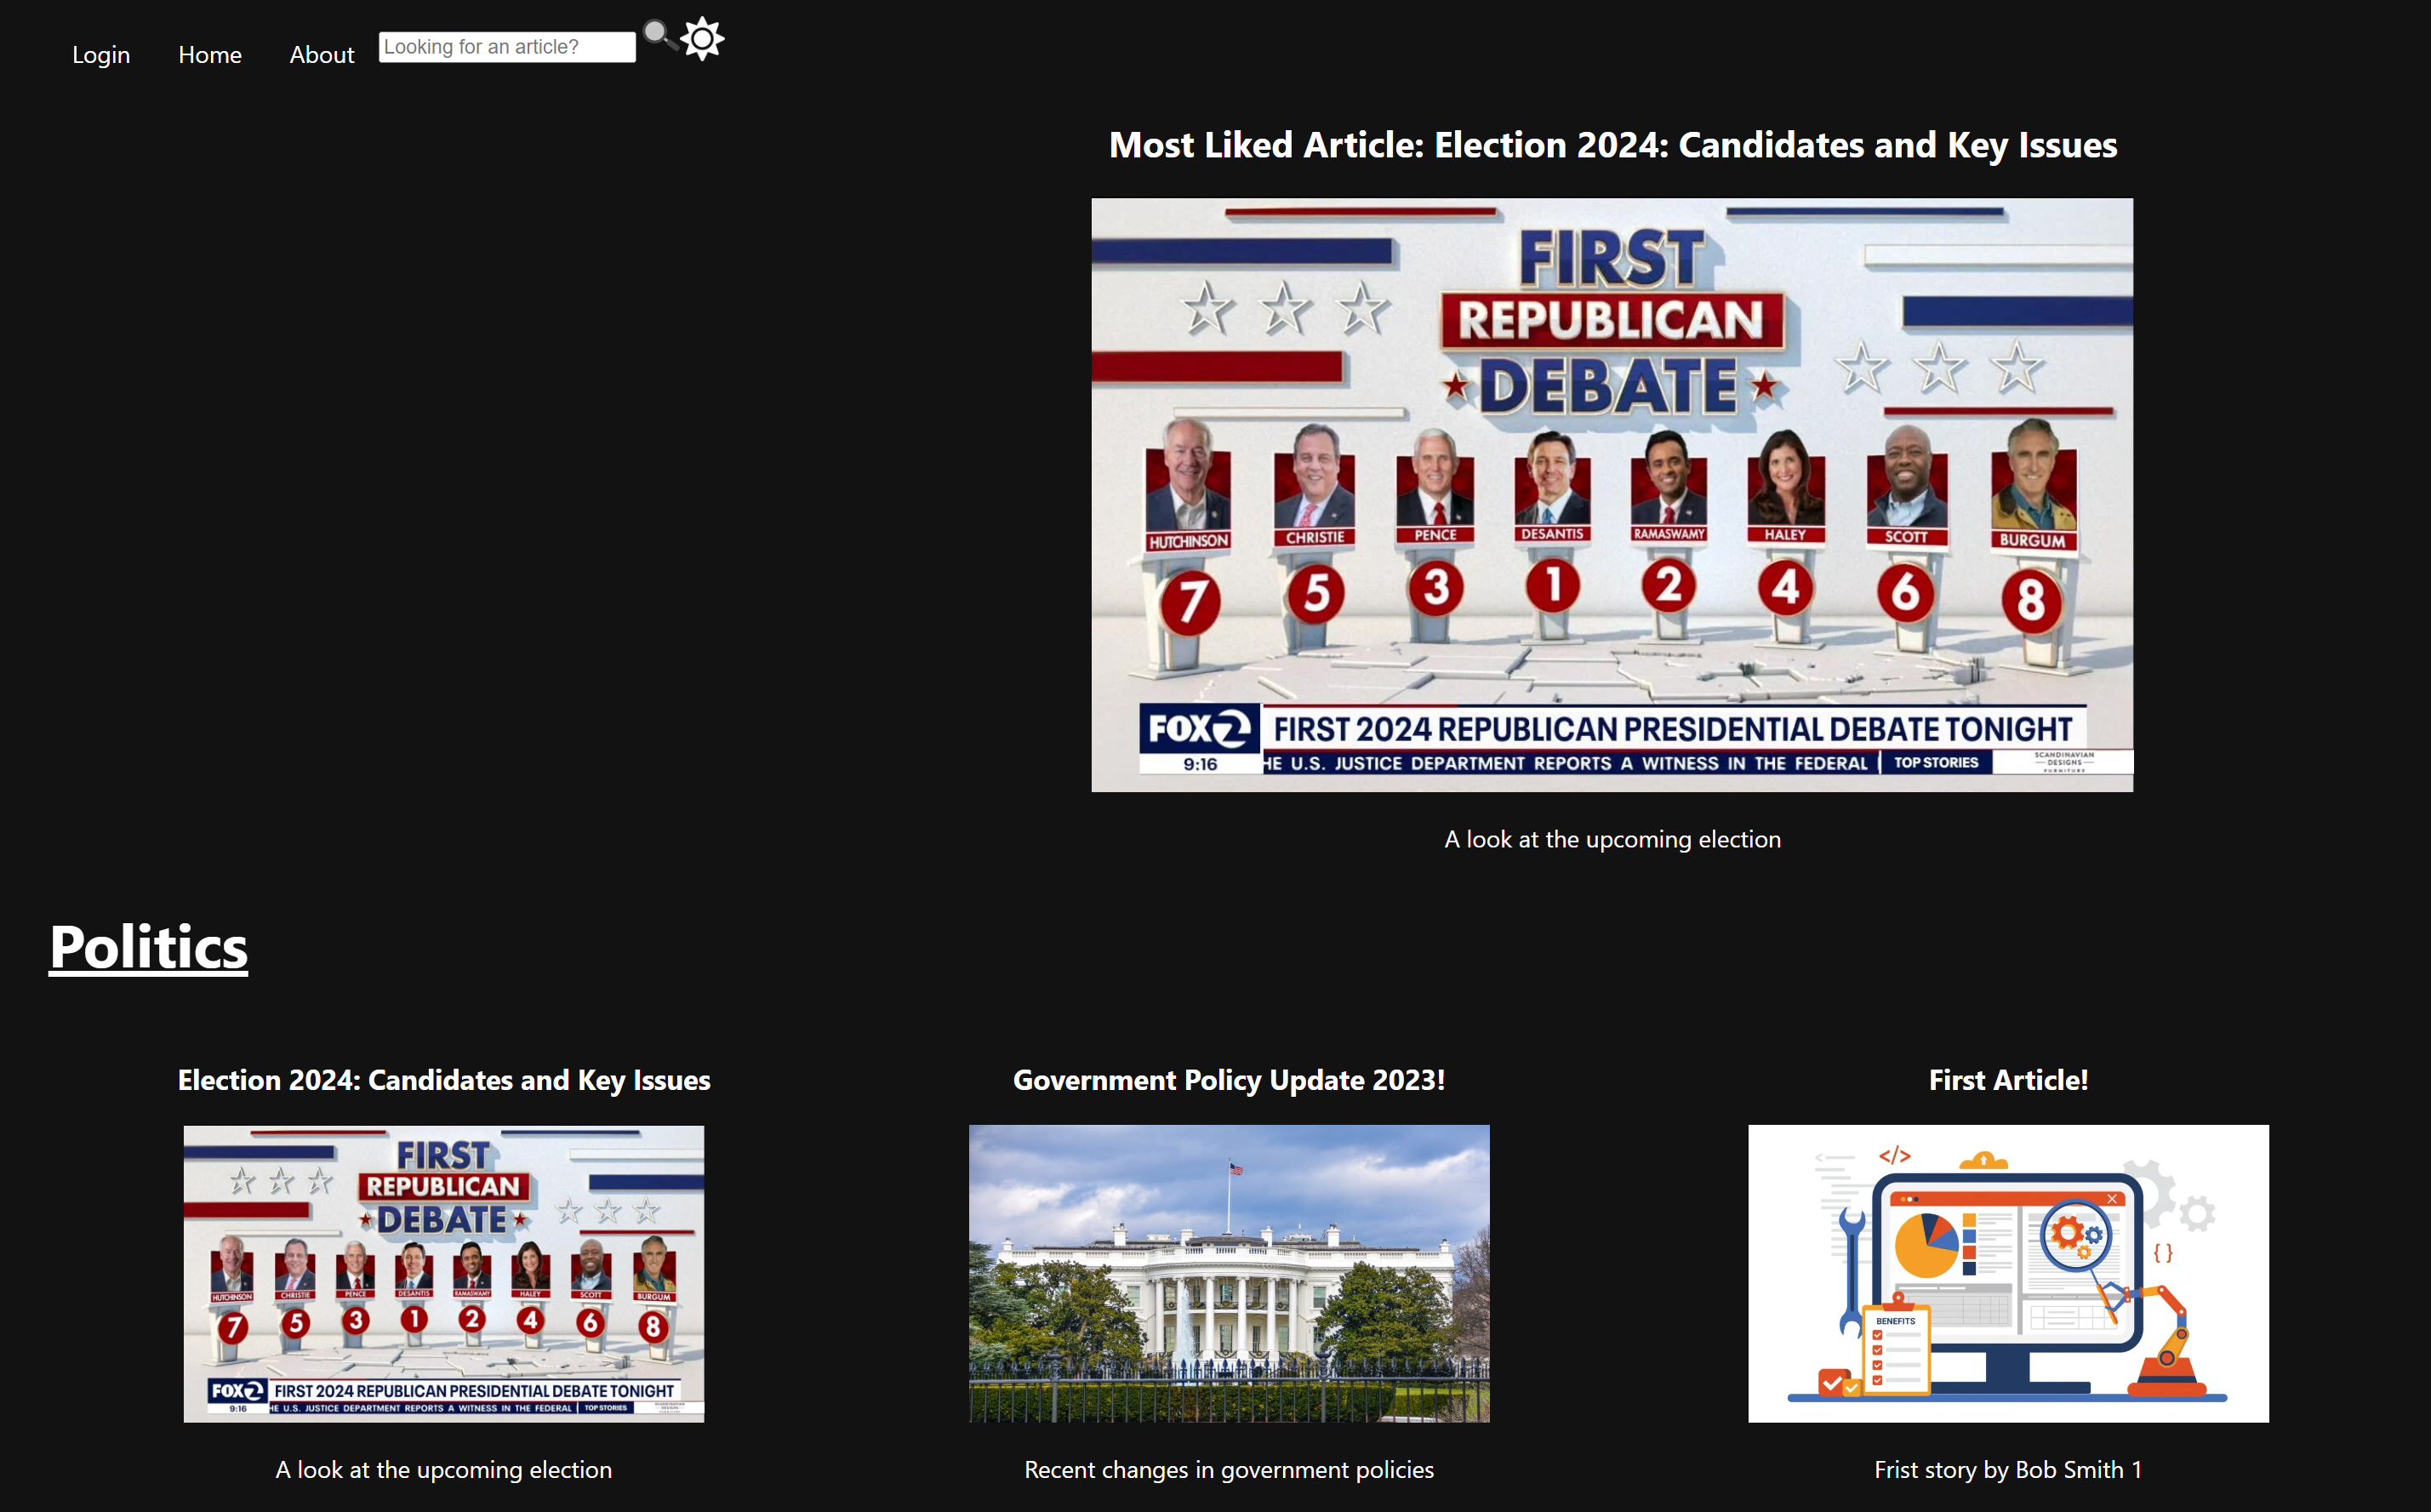 Login Home About Looking for an article?
Most Liked Article: Election 2024: Candidates and Key Issues
FIRST
REPUBLICAN
DEBATE
HUTCHINSON CHRISTIE PENCE DESANTIS RAMASWAMY HALEY SCOTT BURGUM
7 5 3 1 2 4 6 8
FOX 2 FIRST 2024 REPUBLICAN PRESIDENTIAL DEBATE TONIGHT
9:16 HE U.S. JUSTICE DEPARTMENT REPORTS A WITNESS IN THE FEDERAL TOP STORIES
SCANDINAVIAN
DESIGNS
FURNITURE
A look at the upcoming election
Politics
Election 2024: Candidates and Key Issues
FIRST
REPUBLICAN
DEBATE
HUTCHINSON CHRISTIE PENCE DESANTIS RAMASWAMY HALEY SCOTT BURGUM
7 5 3 1 2 4 6 8
FOX 2 FIRST 2024 REPUBLICAN PRESIDENTIAL DEBATE TONIGHT
9:16 HE U.S. JUSTICE DEPARTMENT REPORTS A WITNESS IN THE FEDERAL TOP STORIES
A look at the upcoming election
Government Policy Update 2023!
Recent changes in government policies
First Article!
</>
{ }
BENEFITS
Frist story by Bob Smith 1